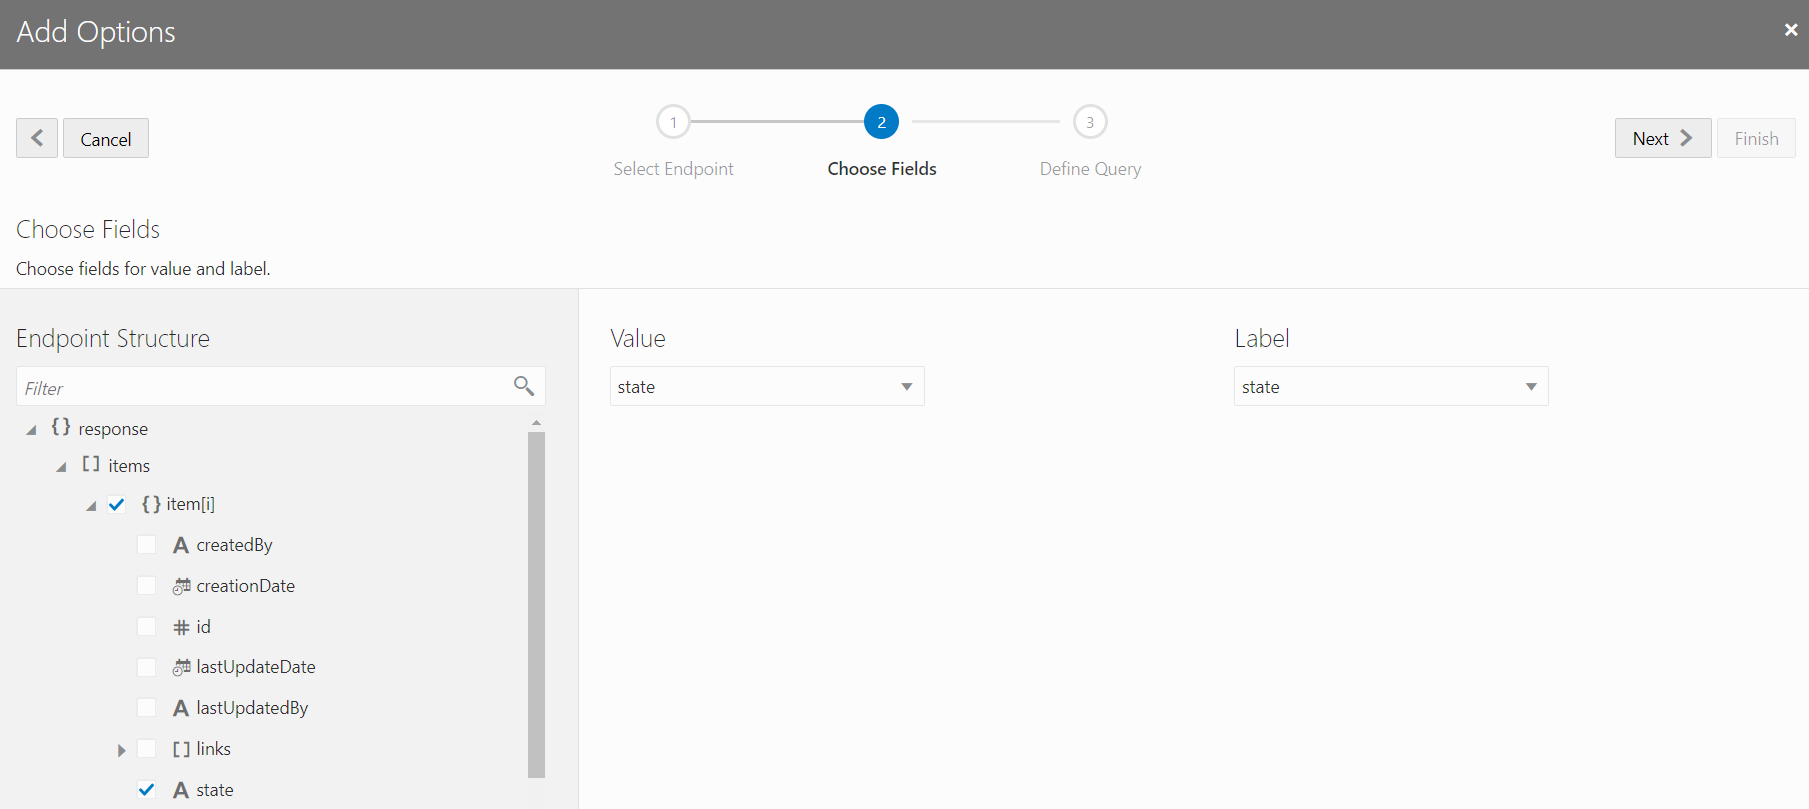 Add Options
Cancel
1
2
3
Next
Finish
Select Endpoint
Choose Fields
Define Query
Choose Fields
Choose fields for value and label.
Endpoint Structure
Value
Label
Filter
state
state
{} response
[] items
{} item[i]
A createdBy
creationDate
# id
lastUpdateDate
A lastUpdatedBy
[] links
A state